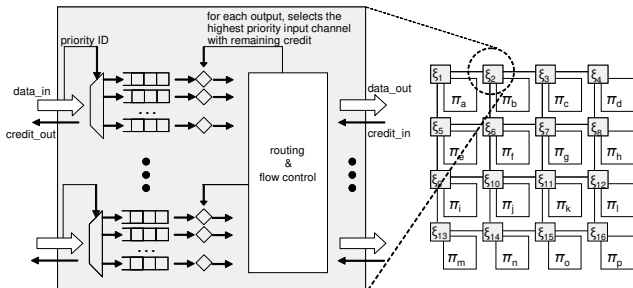 for each output, selects the
highest priority input channel
with remaining credit
priority ID
data_in
credit_out
...
routing
&
flow control
data_out
credit_in
...
ξ1 ξ2 ξ3 ξ4
πa πb πc πd
ξ5 ξ6 ξ7 ξ8
πe πf πg πh
ξ9 ξ10 ξ11 ξ12
πi πj πk πl
ξ13 ξ14 ξ15 ξ16
πm πn πo πp